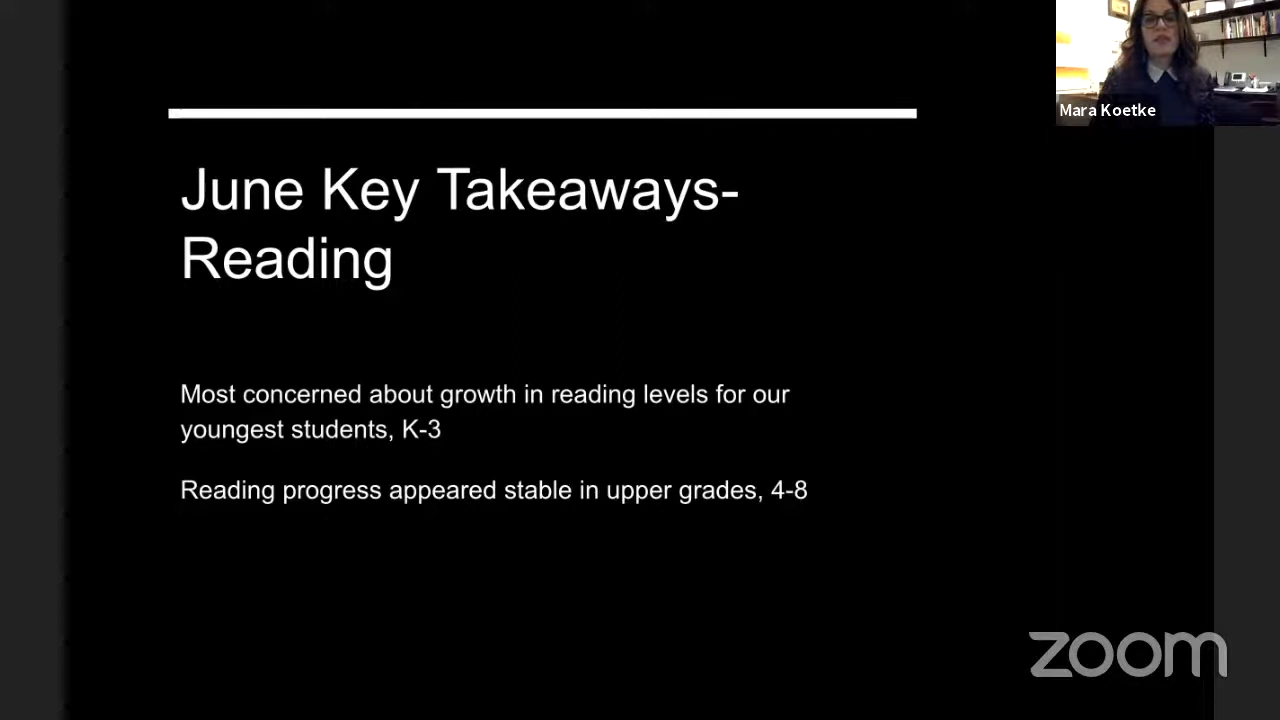 Mara Koetke
June Key Takeaways-
Reading
Most concerned about growth in reading levels for our
youngest students, K-3
Reading progress appeared stable in upper grades, 4-8
zoom